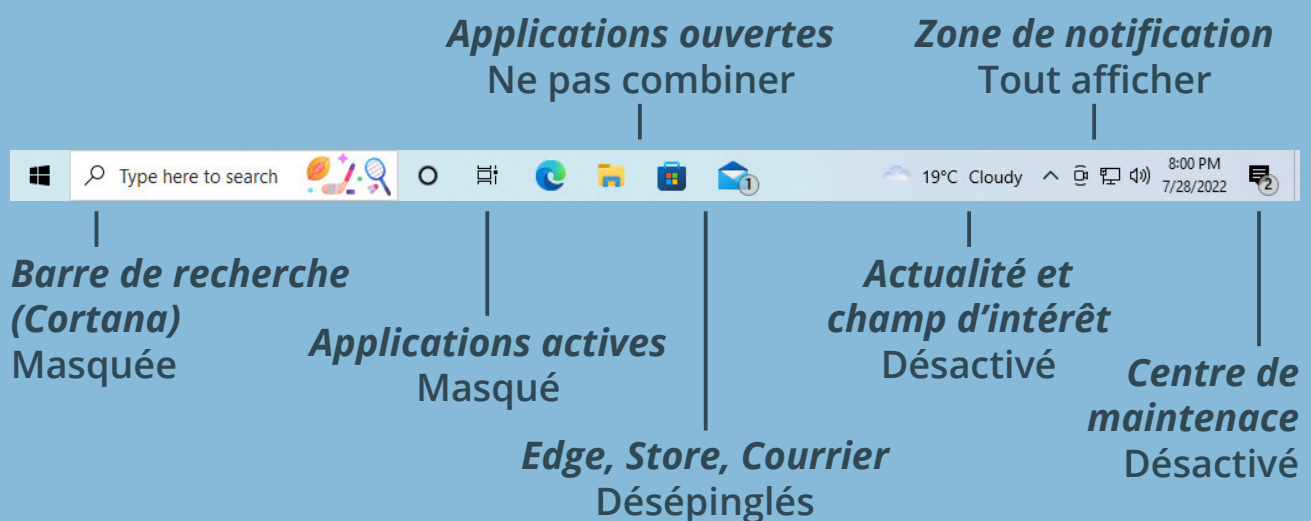 Applications ouvertes
Ne pas combiner
Zone de notification
Tout afficher
Type here to search
1
19°C Cloudy
8:00 PM
7/28/2022
2
Barre de recherche
(Cortana)
Masquée
Applications actives
Masqué
Edge, Store, Courrier
Désépinglés
Actualité et
champ d’intérêt
Désactivé
Centre de
maintenace
Désactivé